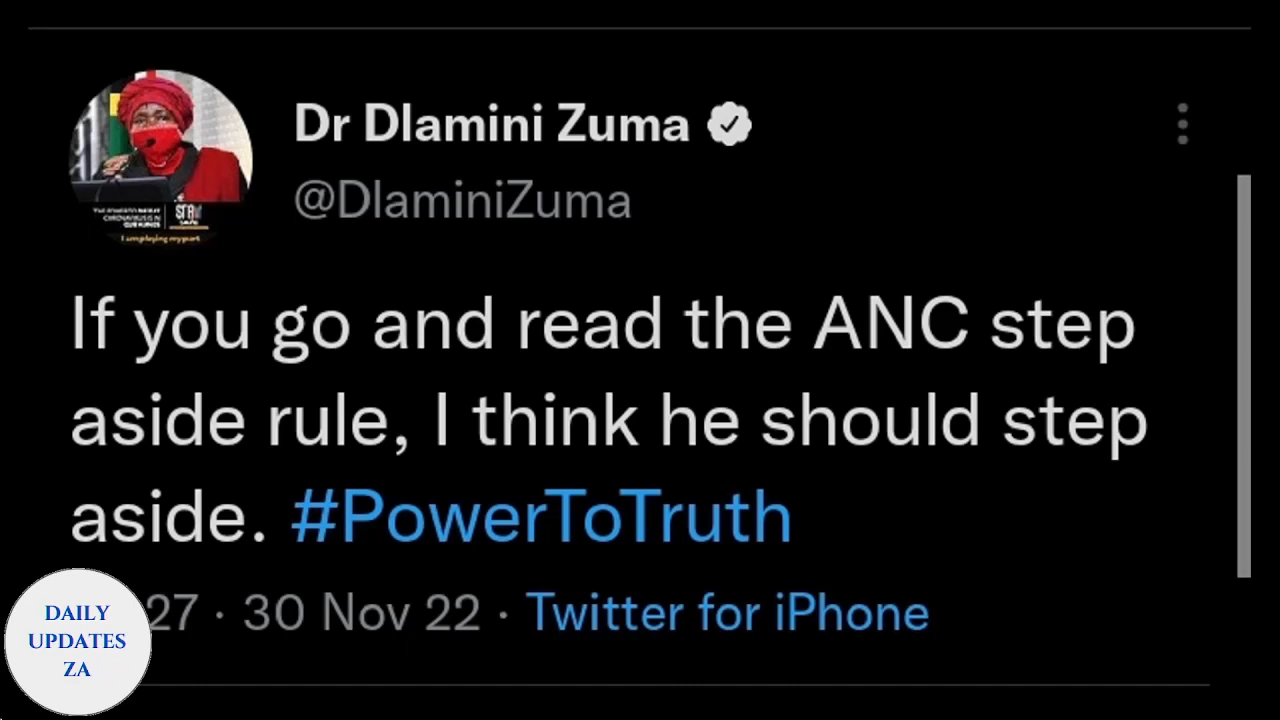 Dr Dlamini Zuma
@DlaminiZuma
If you go and read the ANC step
aside rule, I think he should step
aside. #PowerToTruth
27 · 30 Nov 22 · Twitter for iPhone
DAILY
UPDATES
ZA